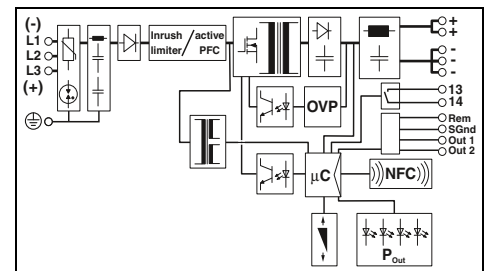 (-)
L1
L2
L3
(+)
Inrush limiter / active PFC
OVP
+
+
-
-
-
13
14
Rem
SGnd
Out 1
Out 2
µC
NFC
POut